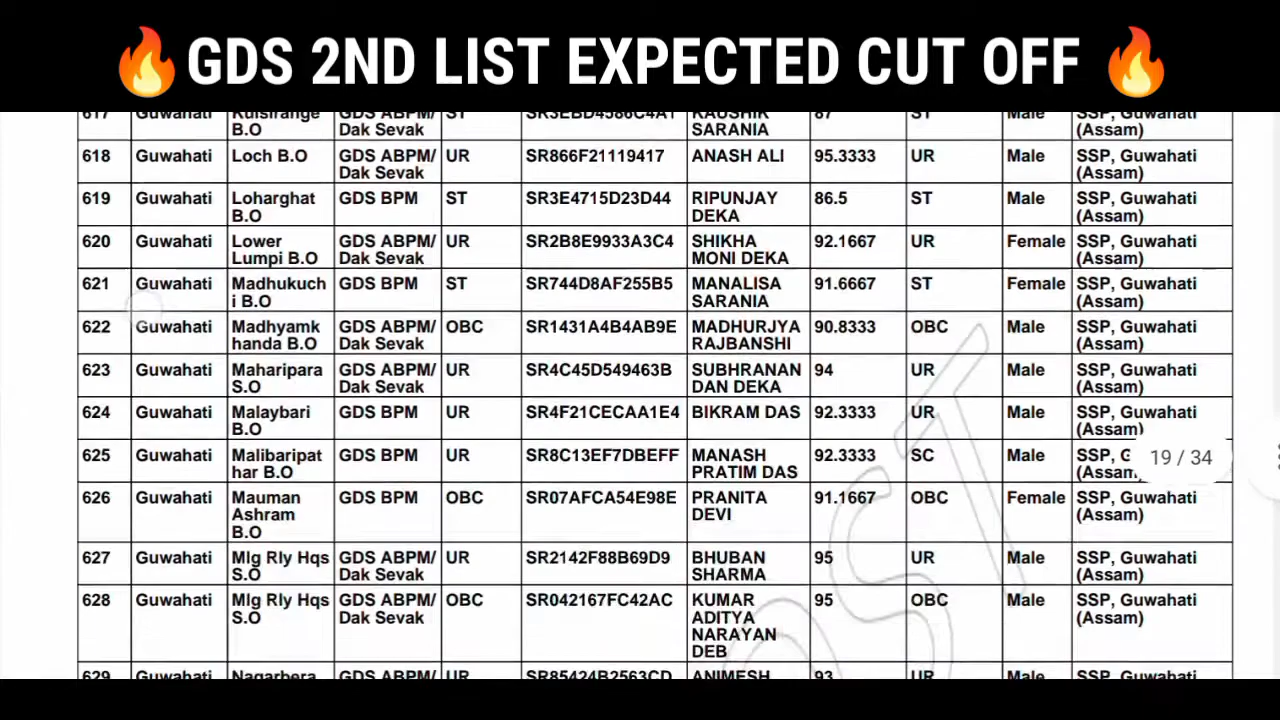 🔥GDS 2ND LIST EXPECTED CUT OFF 🔥
617 Guwahati Kulsirange B.O GDS ABPM/ Dak Sevak ST SR3EBD4586C4A1 KAUSHIK SARANIA 87 ST Male SSP, Guwahati (Assam)
618 Guwahati Loch B.O GDS ABPM/ Dak Sevak UR SR866F21119417 ANASH ALI 95.3333 UR Male SSP, Guwahati (Assam)
619 Guwahati Loharghat B.O GDS BPM ST SR3E4715D23D44 RIPUNJAY DEKA 86.5 ST Male SSP, Guwahati (Assam)
620 Guwahati Lower Lumpi B.O GDS ABPM/ Dak Sevak UR SR2B8E9933A3C4 SHIKHA MONI DEKA 92.1667 UR Female SSP, Guwahati (Assam)
621 Guwahati Madhukuch i B.O GDS BPM ST SR744D8AF255B5 MANALISA SARANIA 91.6667 ST Female SSP, Guwahati (Assam)
622 Guwahati Madhyamk handa B.O GDS ABPM/ Dak Sevak OBC SR1431A4B4AB9E MADHURJYA RAJBANSHI 90.8333 OBC Male SSP, Guwahati (Assam)
623 Guwahati Maharipara S.O GDS ABPM/ Dak Sevak UR SR4C45D549463B SUBHRANAN DAN DEKA 94 UR Male SSP, Guwahati (Assam)
624 Guwahati Malaybari B.O GDS BPM UR SR4F21CECAA1E4 BIKRAM DAS 92.3333 UR Male SSP, Guwahati (Assam)
625 Guwahati Malibaripat har B.O GDS BPM UR SR8C13EF7DBEFF MANASH PRATIM DAS 92.3333 SC Male SSP, G (Assam)
19 / 34
626 Guwahati Mauman Ashram B.O GDS BPM OBC SR07AFCA54E98E PRANITA DEVI 91.1667 OBC Female SSP, Guwahati (Assam)
627 Guwahati Mlg Rly Hqs S.O GDS ABPM/ Dak Sevak UR SR2142F88B69D9 BHUBAN SHARMA 95 UR Male SSP, Guwahati (Assam)
628 Guwahati Mlg Rly Hqs S.O GDS ABPM/ Dak Sevak OBC SR042167FC42AC KUMAR ADITYA NARAYAN DEB 95 OBC Male SSP, Guwahati (Assam)
629 Guwahati Nagarbera GDS ABPM/ UR SR85424B2563CD ANIMESH 93 UR Male SSP, Guwahati